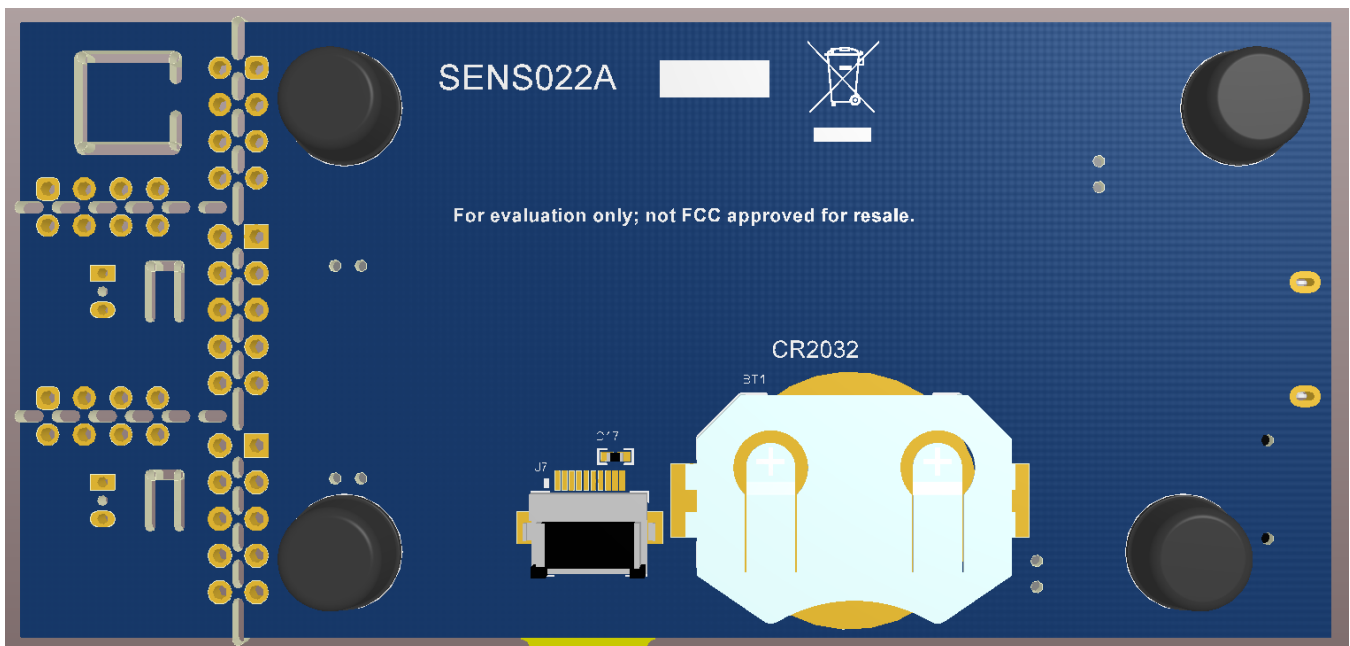 SENS022A
For evaluation only; not FCC approved for resale.
CR2032
BT1
J7